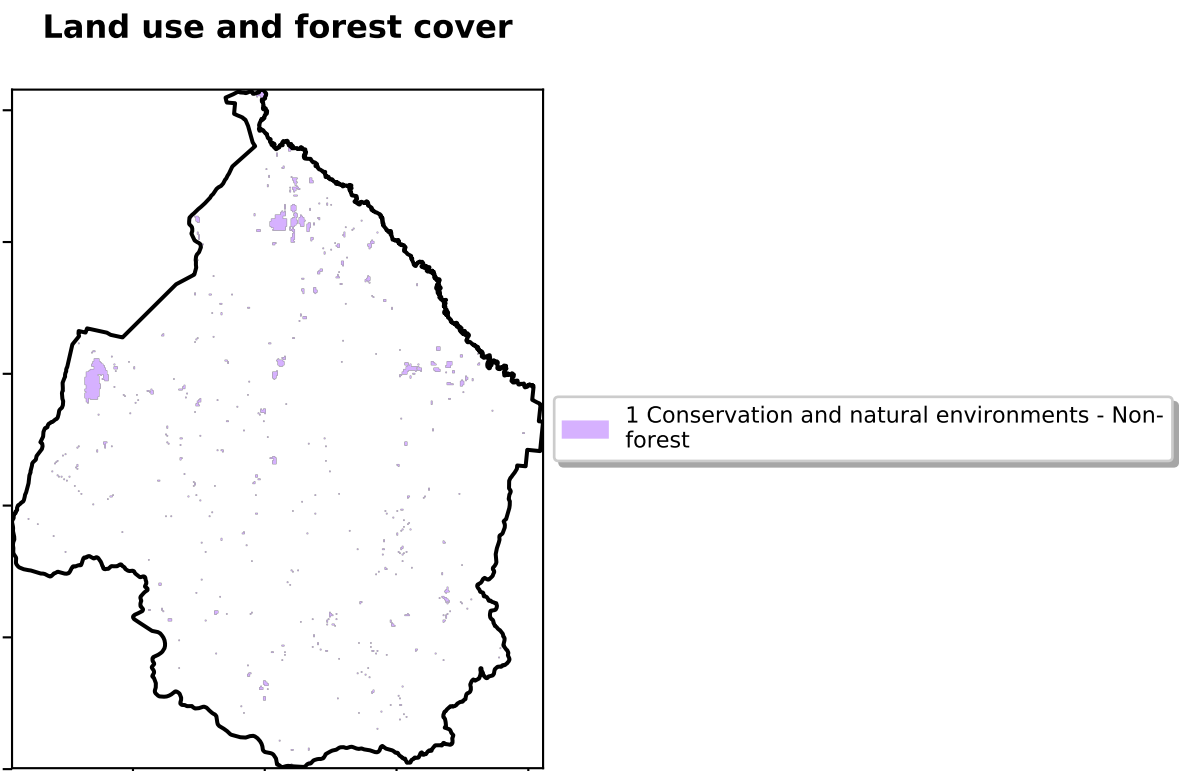 Land use and forest cover
1 Conservation and natural environments - Non-
forest